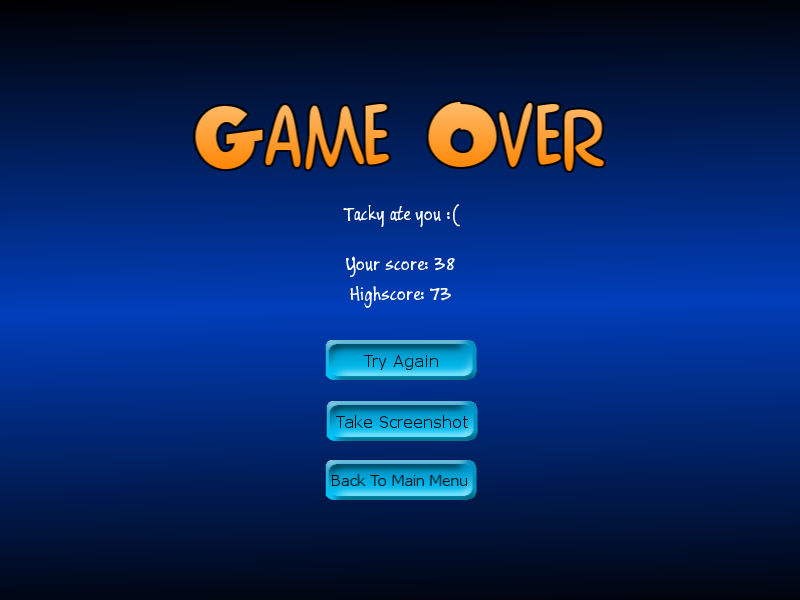 Game Over
Tacky ate you :(
Your score: 38
Highscore: 73
Try Again
Take Screenshot
Back To Main Menu